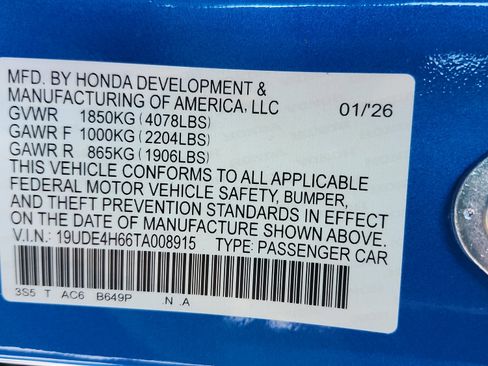 MFD. BY HONDA DEVELOPMENT &
MANUFACTURING OF AMERICA, LLC 01/'26
GVWR 1850KG (4078LBS)
GAWR F 1000KG (2204LBS)
GAWR R 865KG (1906LBS)
THIS VEHICLE CONFORMS TO ALL APPLICABLE
FEDERAL MOTOR VEHICLE SAFETY, BUMPER,
AND THEFT PREVENTION STANDARDS IN EFFECT
ON THE DATE OF MANUFACTURE SHOWN ABOVE.
V.I.N.: 19UDE4H66TA008915 TYPE: PASSENGER CAR
3S5 T AC6 B649P .N .A